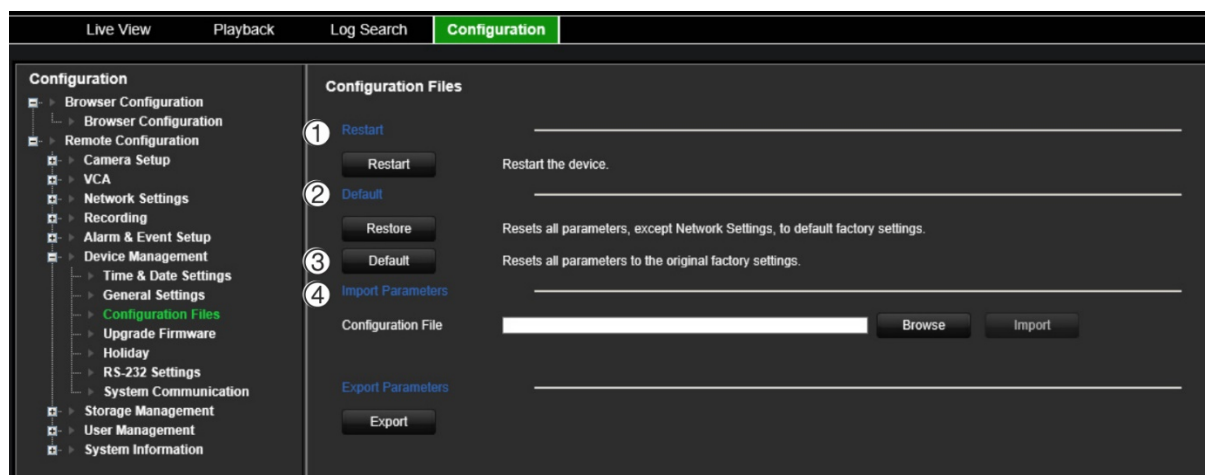 Live View Playback Log Search Configuration
Configuration
Browser Configuration
Browser Configuration
Remote Configuration
Camera Setup
VCA
Network Settings
Recording
Alarm & Event Setup
Device Management
Time & Date Settings
General Settings
Configuration Files
Upgrade Firmware
Holiday
RS-232 Settings
System Communication
Storage Management
User Management
System Information
Configuration Files
1 Restart
Restart Restart the device.
2 Default
Restore Resets all parameters, except Network Settings, to default factory settings.
3 Default Resets all parameters to the original factory settings.
4 Import Parameters
Configuration File Browse Import
Export Parameters
Export